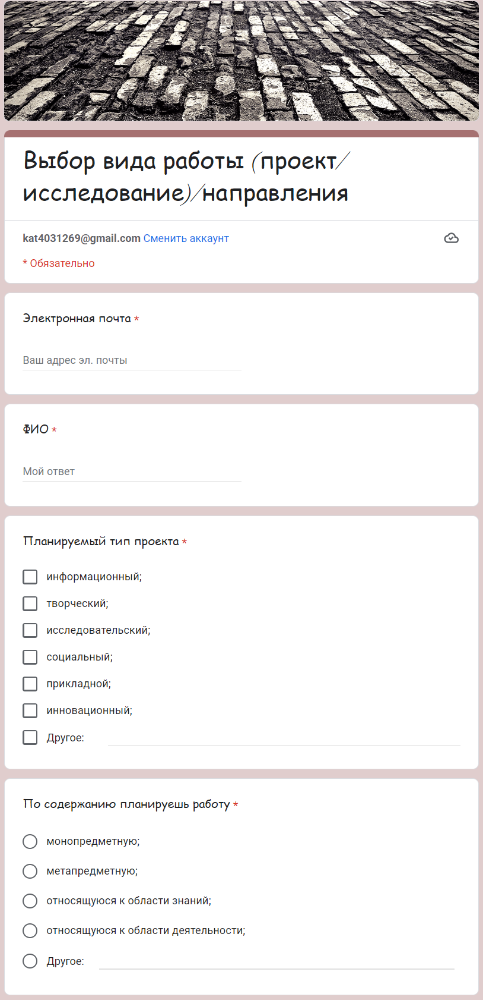 Выбор вида работы (проект/
исследование)/направления
kat4031269@gmail.com Сменить аккаунт
* Обязательно
Электронная почта *
Ваш адрес эл. почты
ФИО *
Мой ответ
Планируемый тип проекта *
информационный;
творческий;
исследовательский;
социальный;
прикладной;
инновационный;
Другое:
По содержанию планируешь работу *
монопредметную;
метапредметную;
относящуюся к области знаний;
относящуюся к области деятельности;
Другое: